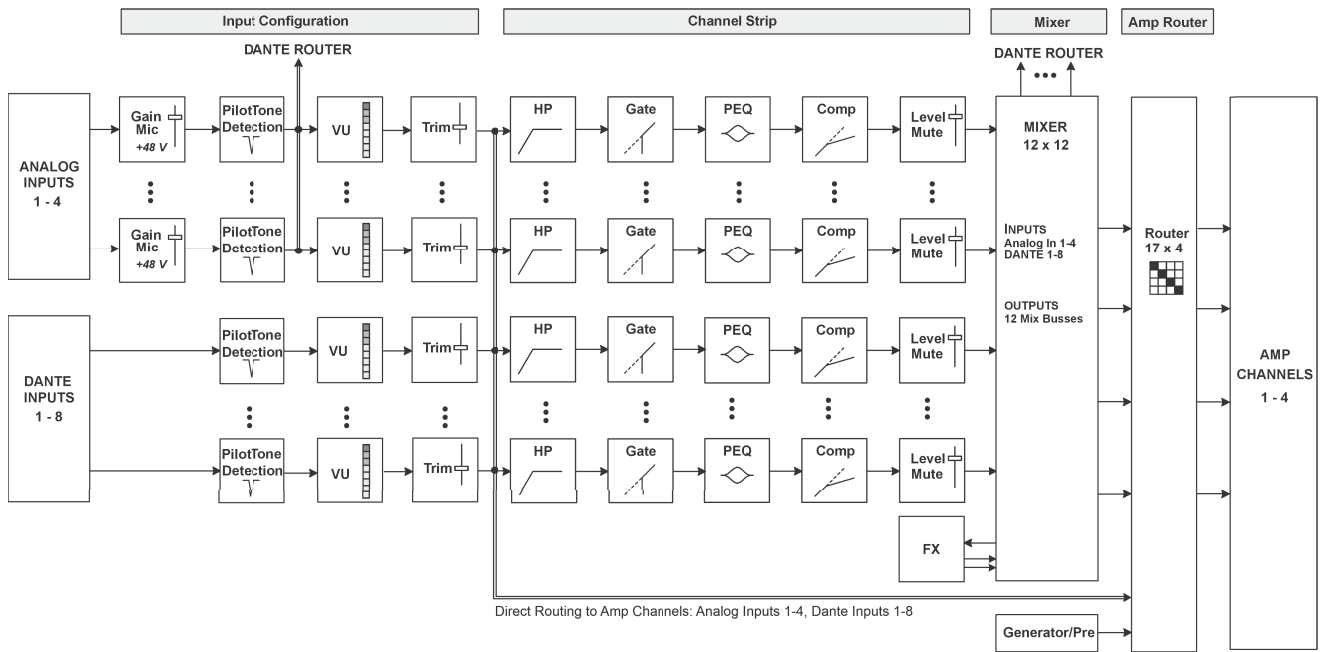 Input Configuration
Channel Strip
Mixer
Amp Router
DANTE ROUTER
DANTE ROUTER
ANALOG
INPUTS
1 - 4
Gain
Mic
+48 V
PilotTone
Detection
VU
Trim
HP
Gate
PEQ
Comp
Level
Mute
MIXER
12 x 12
Gain
Mic
+48 V
PilotTone
Detection
VU
Trim
HP
Gate
PEQ
Comp
Level
Mute
INPUTS
Analog In 1-4
DANTE 1-8
OUTPUTS
12 Mix Busses
Router
17 x 4
DANTE
INPUTS
1 - 8
PilotTone
Detection
VU
Trim
HP
Gate
PEQ
Comp
Level
Mute
PilotTone
Detection
VU
Trim
HP
Gate
PEQ
Comp
Level
Mute
AMP
CHANNELS
1 - 4
FX
Direct Routing to Amp Channels: Analog Inputs 1-4, Dante Inputs 1-8
Generator/Pre